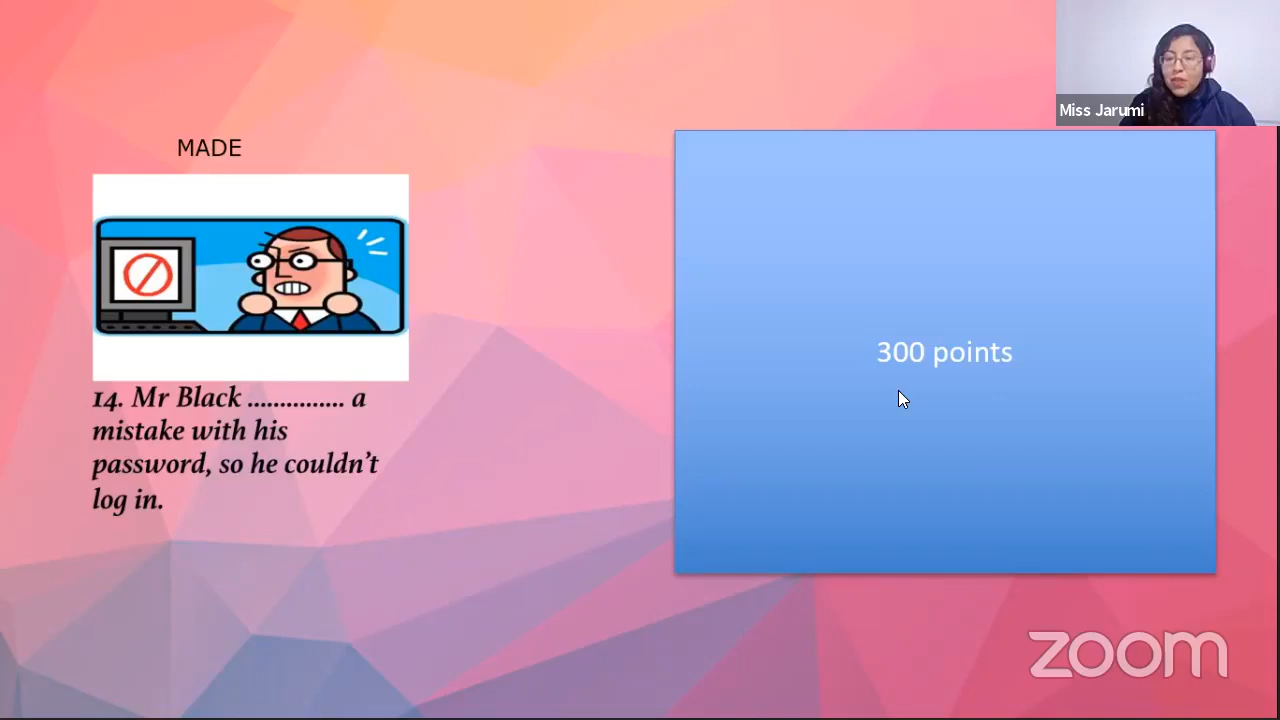 Miss Jarumi
MADE
14. Mr Black ............... a
mistake with his
password, so he couldn't
log in.
300 points
zoom